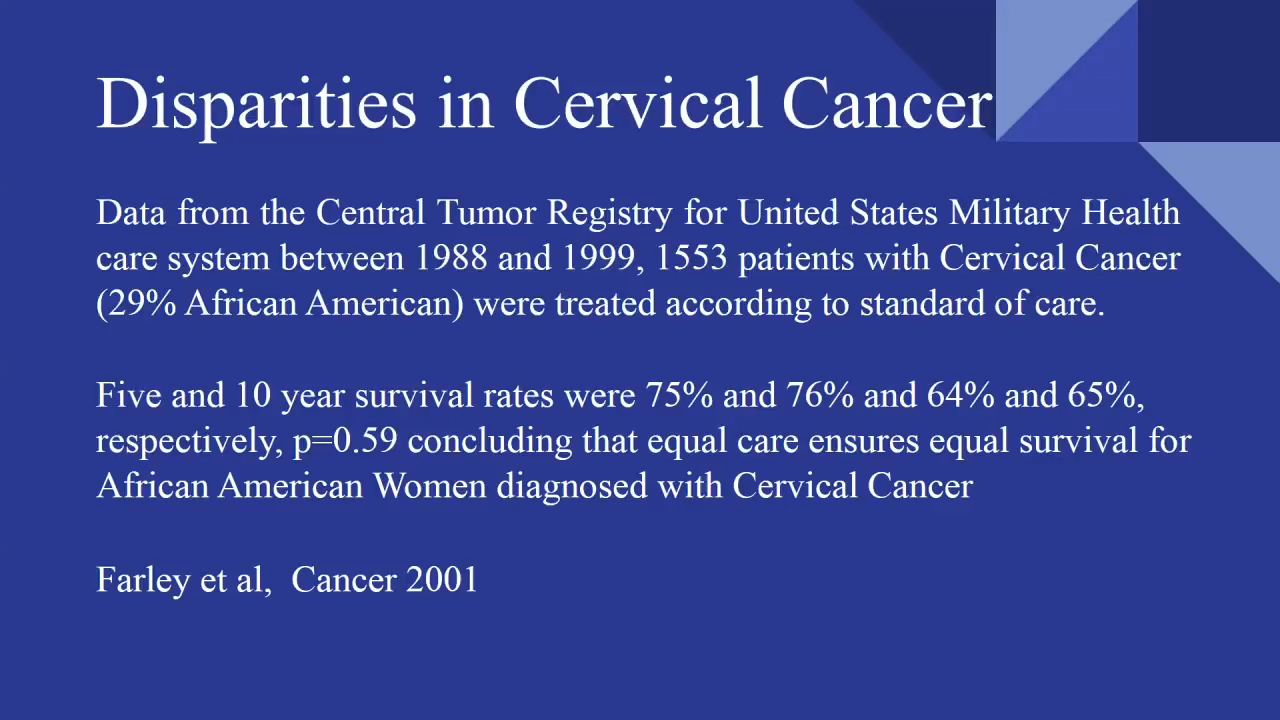 Disparities in Cervical Cancer
Data from the Central Tumor Registry for United States Military Health
care system between 1988 and 1999, 1553 patients with Cervical Cancer
(29% African American) were treated according to standard of care.
Five and 10 year survival rates were 75% and 76% and 64% and 65%,
respectively, p=0.59 concluding that equal care ensures equal survival for
African American Women diagnosed with Cervical Cancer
Farley et al,  Cancer 2001